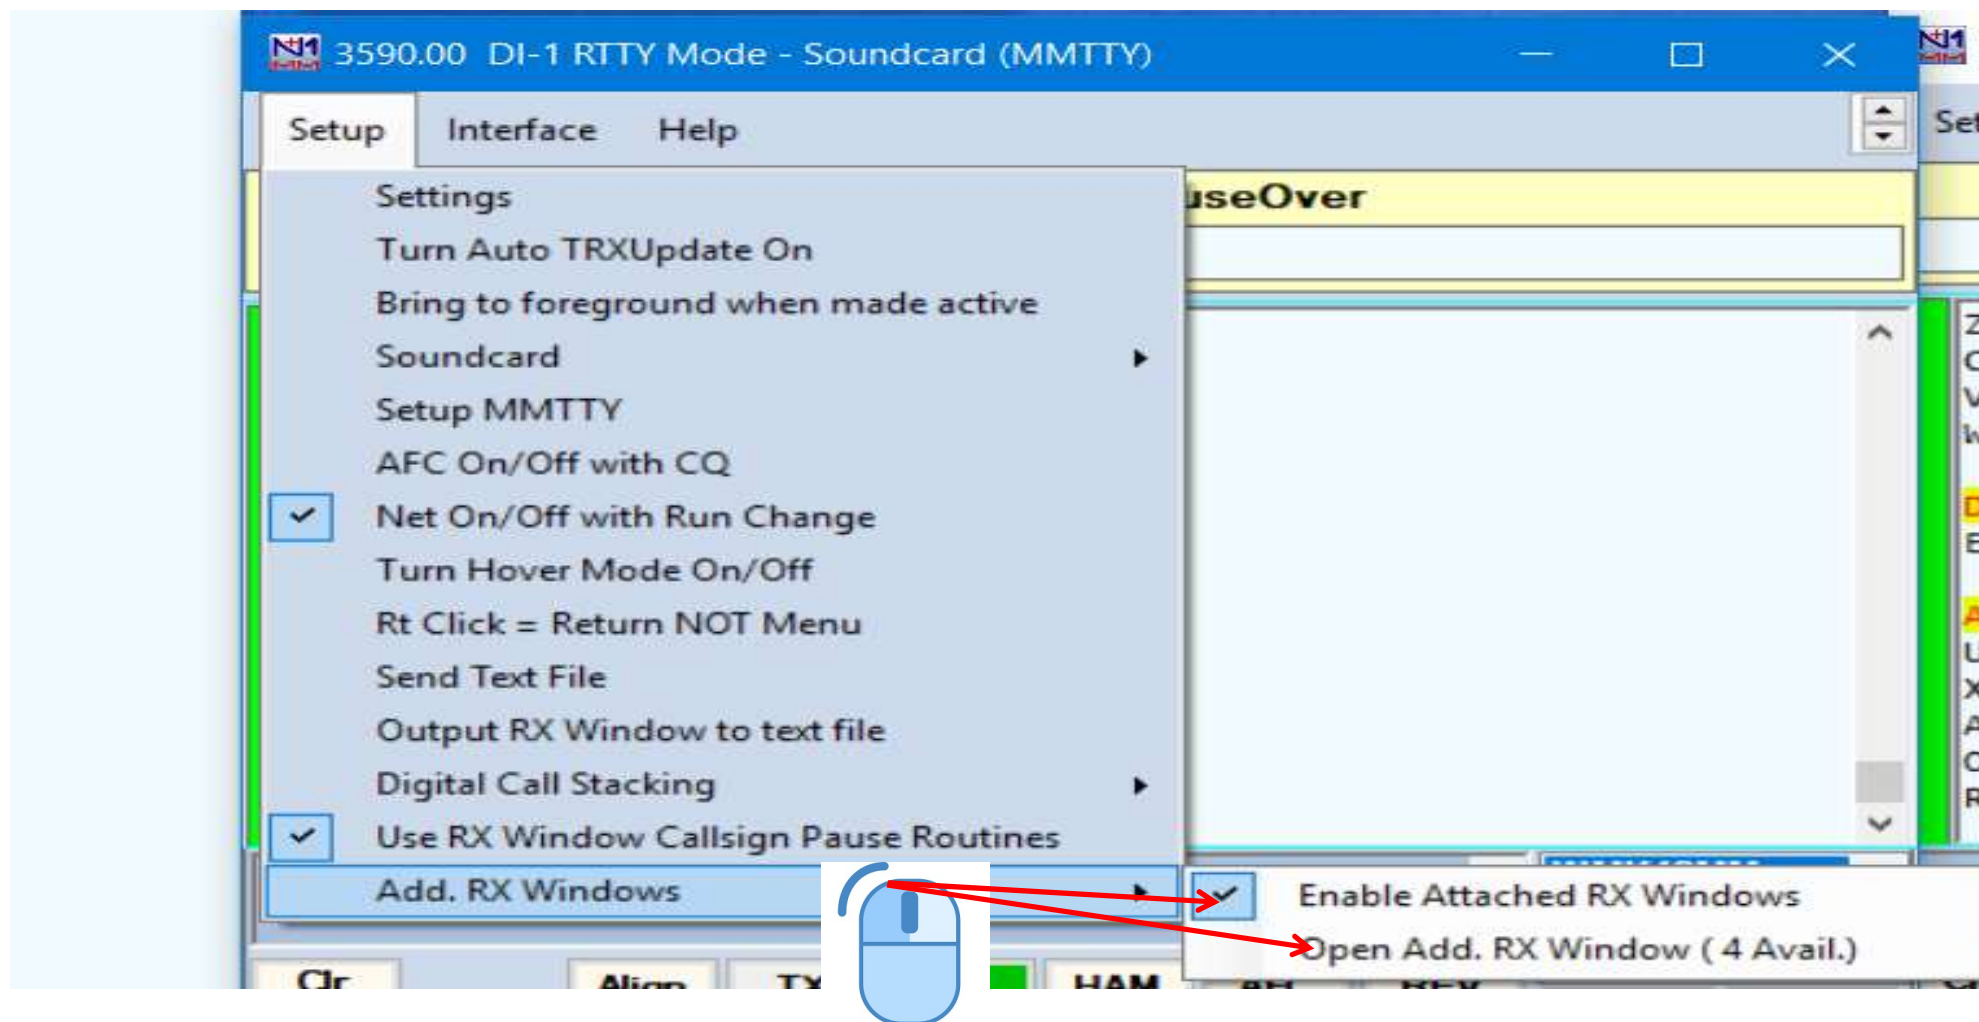 3590.00 DI-1 RTTY Mode - Soundcard (MMTTY)
Setup Interface Help
Settings
Turn Auto TRXUpdate On
Bring to foreground when made active
Soundcard
Setup MMTTY
AFC On/Off with CQ
Net On/Off with Run Change
Turn Hover Mode On/Off
Rt Click = Return NOT Menu
Send Text File
Output RX Window to text file
Digital Call Stacking
Use RX Window Callsign Pause Routines
Add. RX Windows
Enable Attached RX Windows
Open Add. RX Window ( 4 Avail.)
Clr Align TX HAM